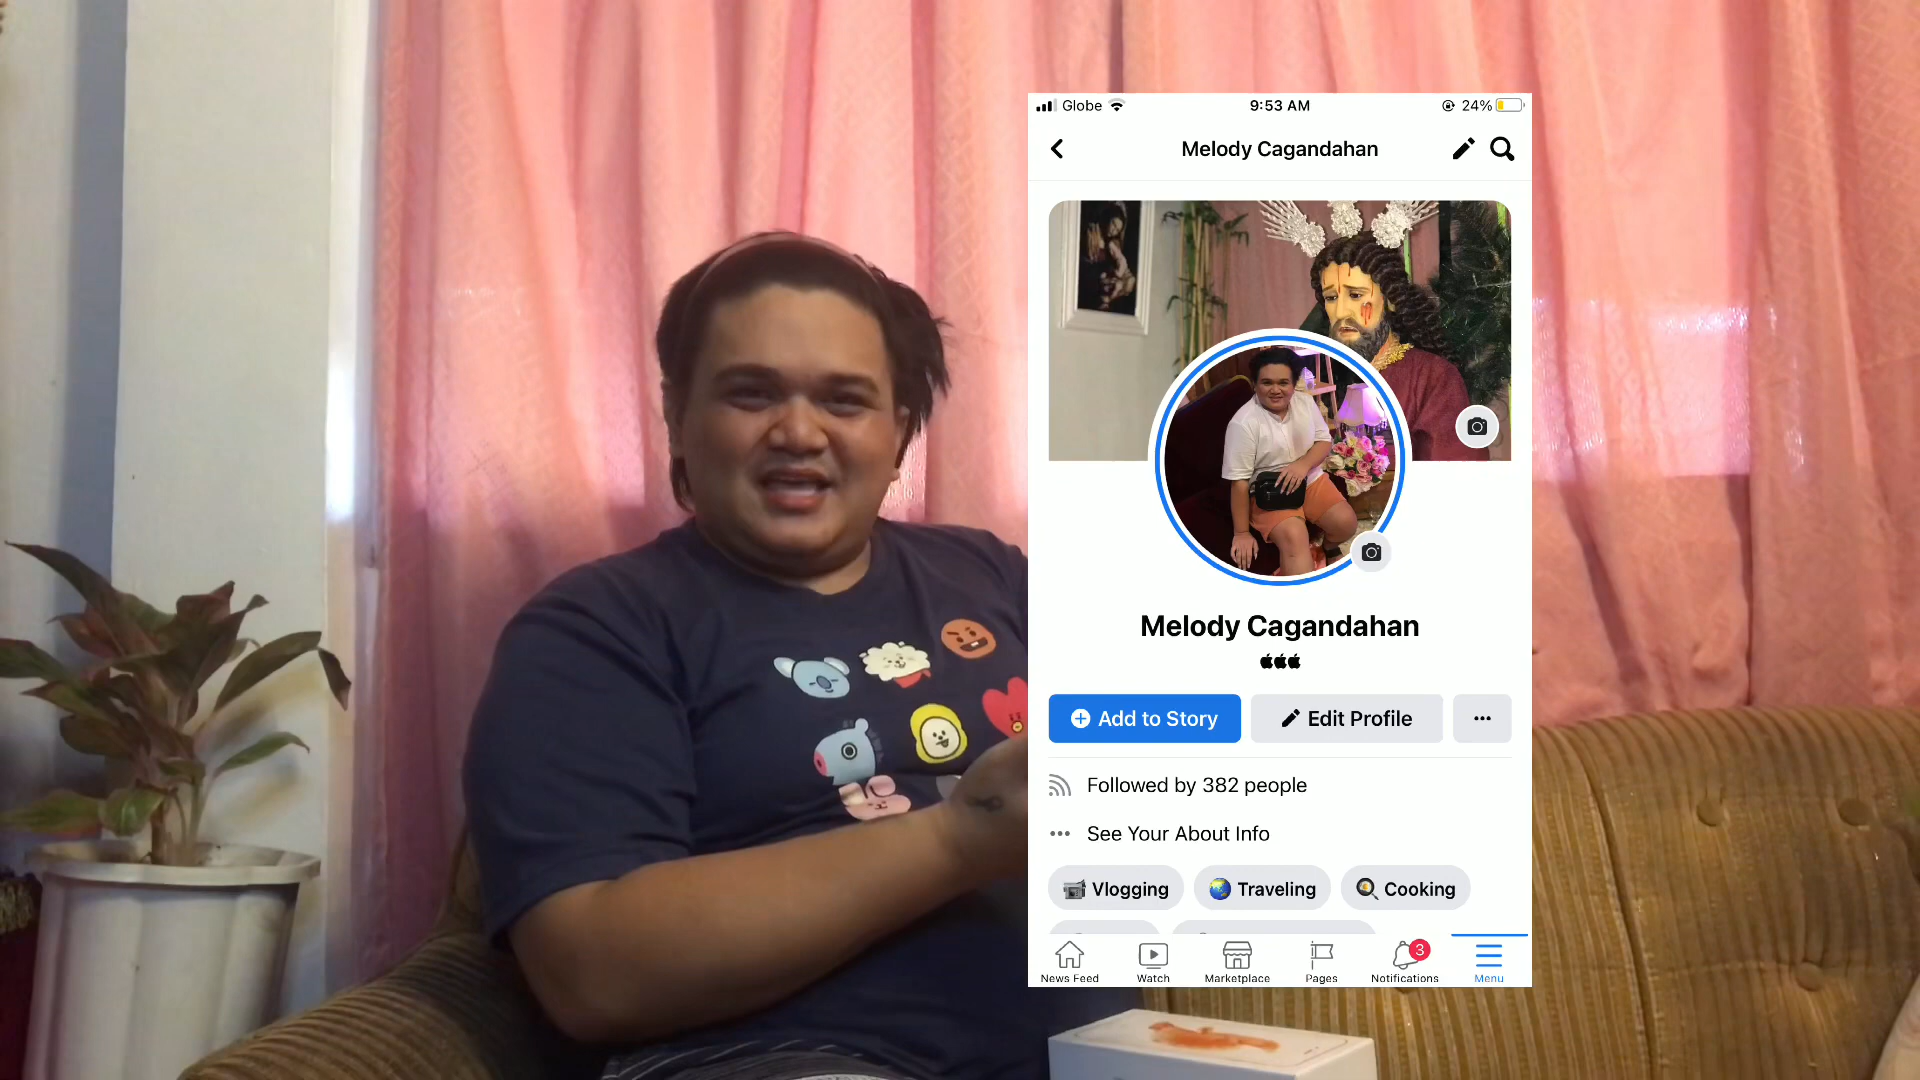 Globe 9:53 AM 24%
Melody Cagandahan
Melody Cagandahan
Add to Story Edit Profile
Followed by 382 people
See Your About Info
Vlogging Traveling Cooking
3
News Feed Watch Marketplace Pages Notifications Menu